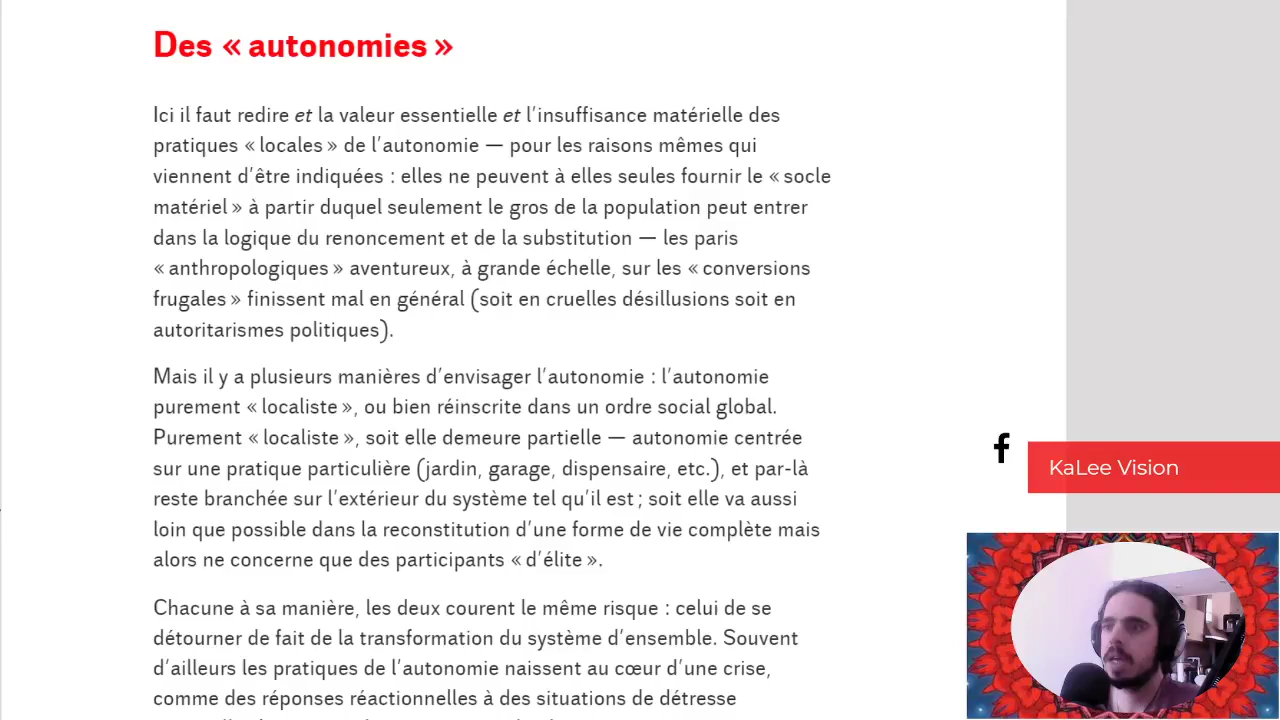 Des « autonomies »
Ici il faut redire et la valeur essentielle et l'insuffisance matérielle des
pratiques « locales » de l'autonomie — pour les raisons mêmes qui
viennent d'être indiquées : elles ne peuvent à elles seules fournir le « socle
matériel » à partir duquel seulement le gros de la population peut entrer
dans la logique du renoncement et de la substitution — les paris
« anthropologiques » aventureux, à grande échelle, sur les « conversions
frugales » finissent mal en général (soit en cruelles désillusions soit en
autoritarismes politiques).
Mais il y a plusieurs manières d'envisager l'autonomie : l'autonomie
purement « localiste », ou bien réinscrite dans un ordre social global.
Purement « localiste », soit elle demeure partielle — autonomie centrée
sur une pratique particulière (jardin, garage, dispensaire, etc.), et par-là
reste branchée sur l'extérieur du système tel qu'il est ; soit elle va aussi
loin que possible dans la reconstitution d'une forme de vie complète mais
alors ne concerne que des participants « d'élite ».
Chacune à sa manière, les deux courent le même risque : celui de se
détourner de fait de la transformation du système d'ensemble. Souvent
d'ailleurs les pratiques de l'autonomie naissent au cœur d'une crise,
comme des réponses réactionnelles à des situations de détresse
f
KaLee Vision